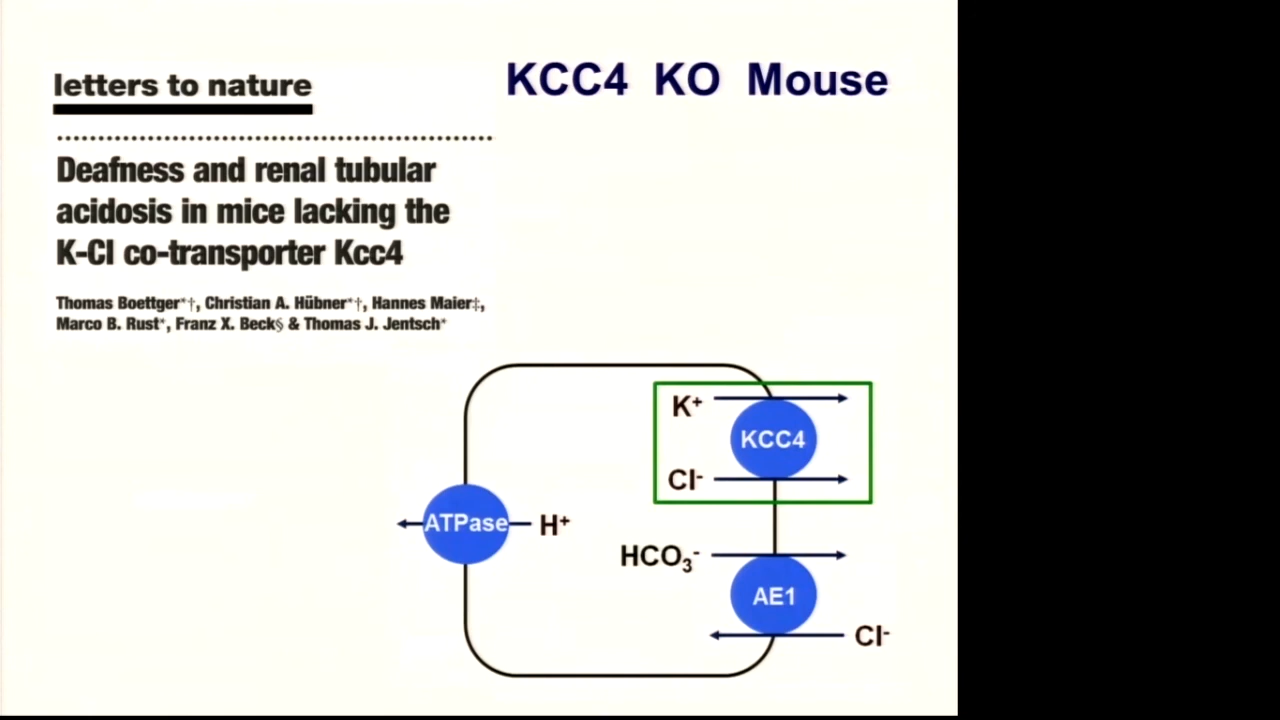 letters to nature
KCC4 KO Mouse
Deafness and renal tubular
acidosis in mice lacking the
K-Cl co-transporter Kcc4
Thomas Boettger*†, Christian A. Hübner*†, Hannes Maier‡,
Marco B. Rust*, Franz X. Beck§ & Thomas J. Jentsch*
K+
KCC4
Cl-
ATPase
H+
HCO3-
AE1
Cl-